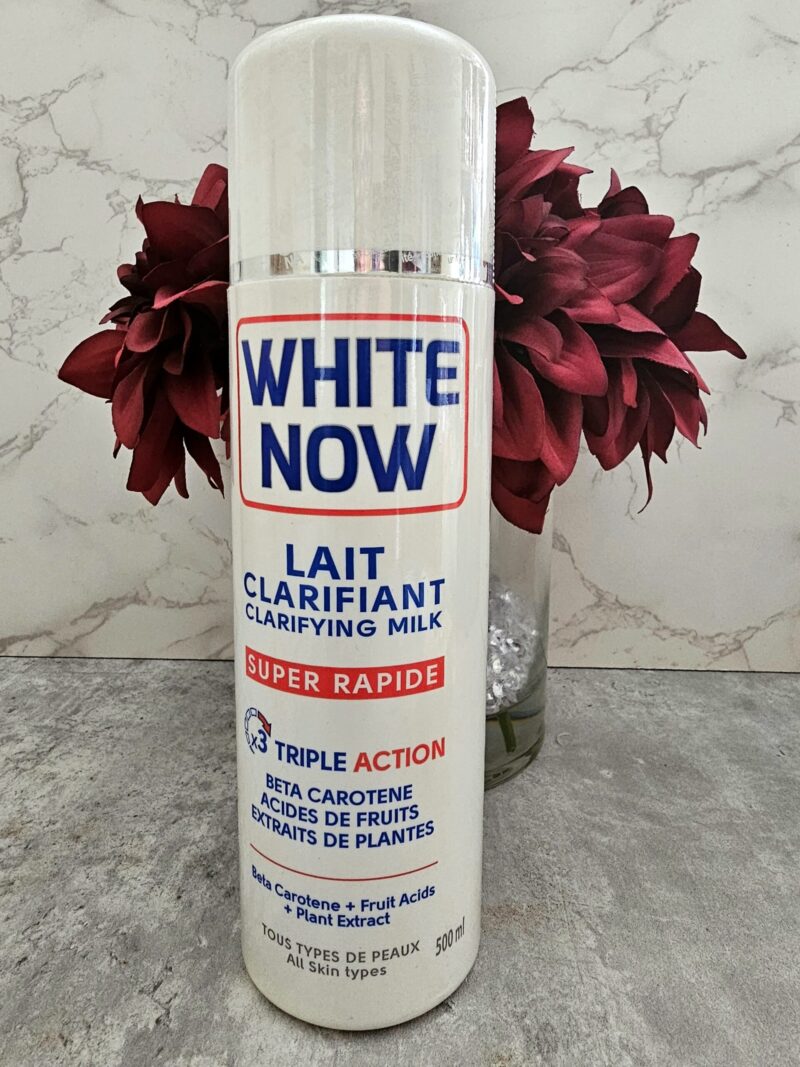 WHITE
NOW
LAIT
CLARIFIANT
CLARIFYING MILK
SUPER RAPIDE
x3 TRIPLE ACTION
BETA CAROTENE
ACIDES DE FRUITS
EXTRAITS DE PLANTES
Beta Carotene + Fruit Acids
+ Plant Extract
TOUS TYPES DE PEAUX 500 ml
All Skin types